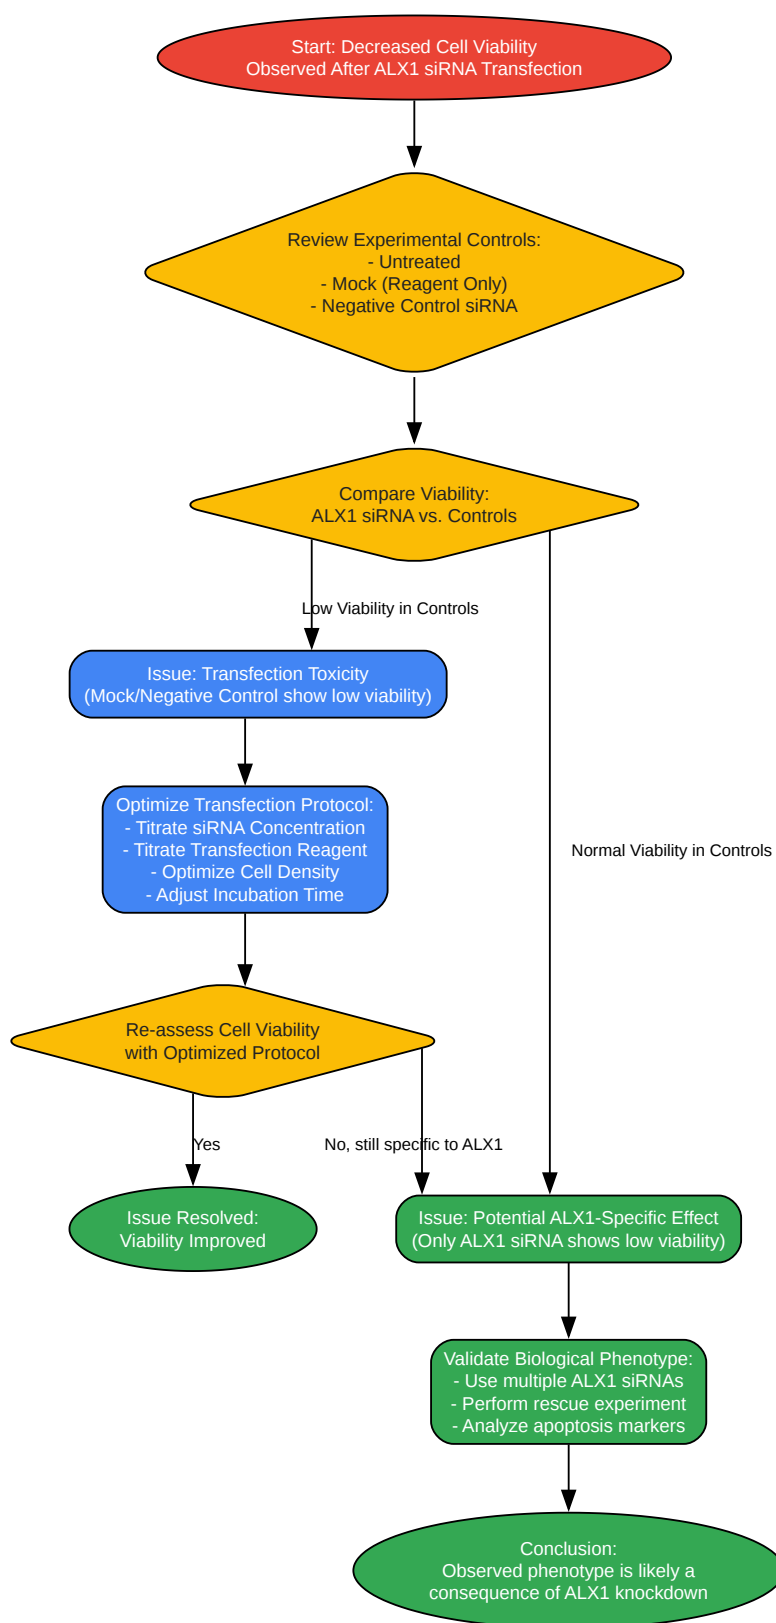 Start: Decreased Cell Viability
Observed After ALX1 siRNA Transfection
Review Experimental Controls:
- Untreated
- Mock (Reagent Only)
- Negative Control siRNA
Compare Viability:
ALX1 siRNA vs. Controls
Low Viability in Controls
Issue: Transfection Toxicity
(Mock/Negative Control show low viability)
Optimize Transfection Protocol:
- Titrate siRNA Concentration
- Titrate Transfection Reagent
- Optimize Cell Density
- Adjust Incubation Time
Normal Viability in Controls
Re-assess Cell Viability
with Optimized Protocol
Yes
No, still specific to ALX1
Issue Resolved:
Viability Improved
Issue: Potential ALX1-Specific Effect
(Only ALX1 siRNA shows low viability)
Validate Biological Phenotype:
- Use multiple ALX1 siRNAs
- Perform rescue experiment
- Analyze apoptosis markers
Conclusion:
Observed phenotype is likely a
consequence of ALX1 knockdown